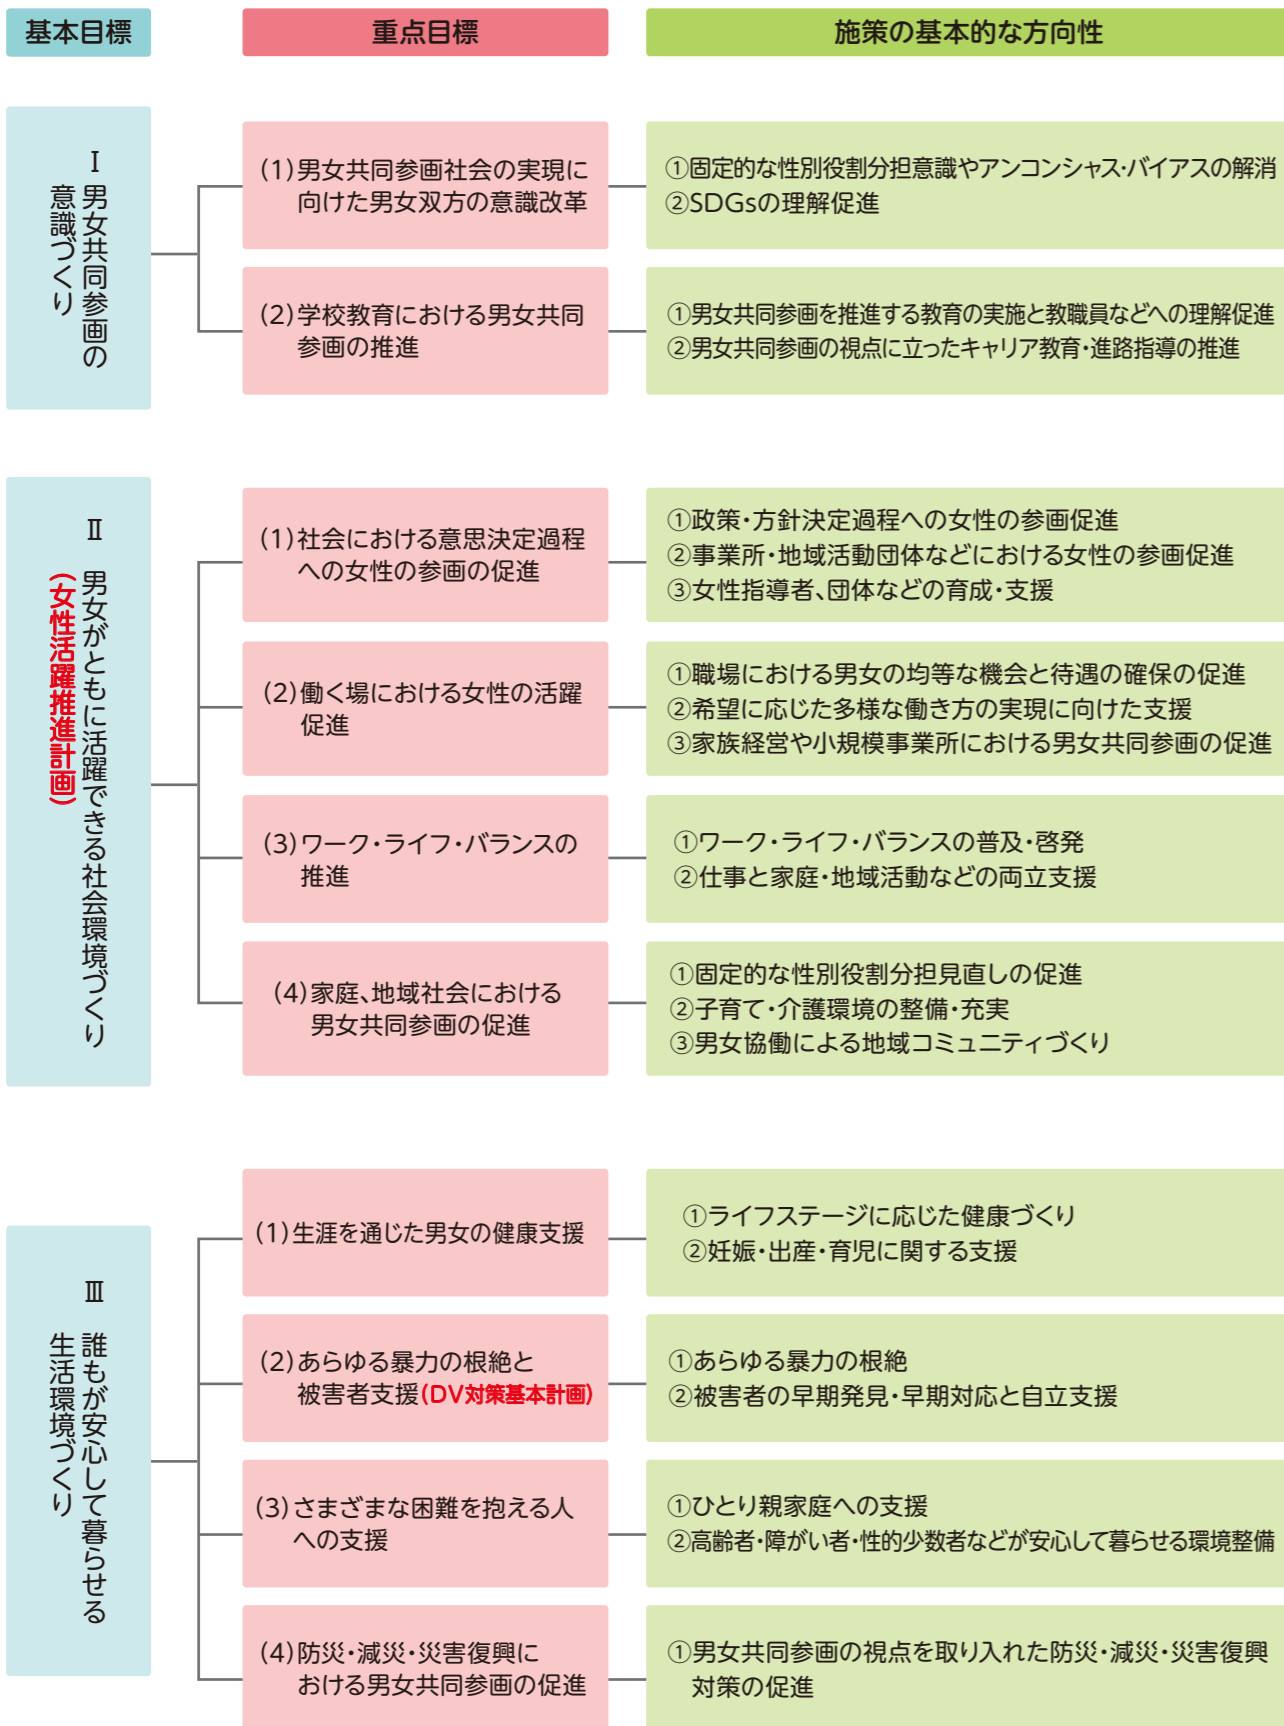 基本目標
重点目標
施策の基本的な方向性
Ⅰ
男女共同参画の
意識づくり
(1)男女共同参画社会の実現に
向けた男女双方の意識改革
①固定的な性別役割分担意識やアンコンシャス・バイアスの解消
②SDGsの理解促進
(2)学校教育における男女共同
参画の推進
①男女共同参画を推進する教育の実施と教職員などへの理解促進
②男女共同参画の視点に立ったキャリア教育・進路指導の推進
Ⅱ
男女がともに活躍できる社会環境づくり
(女性活躍推進計画)
(1)社会における意思決定過程
への女性の参画の促進
①政策・方針決定過程への女性の参画促進
②事業所・地域活動団体などにおける女性の参画促進
③女性指導者、団体などの育成・支援
(2)働く場における女性の活躍
促進
①職場における男女の均等な機会と待遇の確保の促進
②希望に応じた多様な働き方の実現に向けた支援
③家族経営や小規模事業所における男女共同参画の促進
(3)ワーク・ライフ・バランスの
推進
①ワーク・ライフ・バランスの普及・啓発
②仕事と家庭・地域活動などの両立支援
(4)家庭、地域社会における
男女共同参画の促進
①固定的な性別役割分担見直しの促進
②子育て・介護環境の整備・充実
③男女協働による地域コミュニティづくり
Ⅲ
誰もが安心して暮らせる
生活環境づくり
(1)生涯を通じた男女の健康支援
①ライフステージに応じた健康づくり
②妊娠・出産・育児に関する支援
(2)あらゆる暴力の根絶と
被害者支援(DV対策基本計画)
①あらゆる暴力の根絶
②被害者の早期発見・早期対応と自立支援
(3)さまざまな困難を抱える人
への支援
①ひとり親家庭への支援
②高齢者・障がい者・性的少数者などが安心して暮らせる環境整備
(4)防災・減災・災害復興に
おける男女共同参画の促進
①男女共同参画の視点を取り入れた防災・減災・災害復興
対策の促進